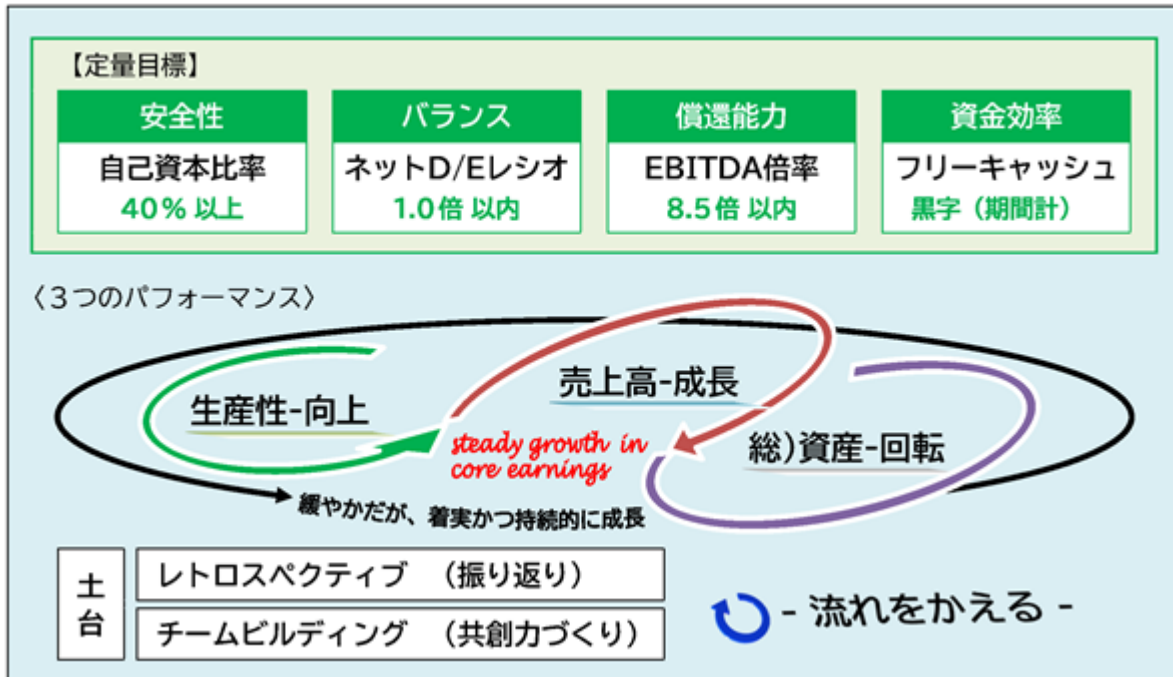 【定量目標】
安全性
自己資本比率
40% 以上
バランス
ネットD/Eレシオ
1.0倍 以内
償還能力
EBITDA倍率
8.5倍 以内
資金効率
フリーキャッシュ
黒字（期間計）
〈３つのパフォーマンス〉
生産性-向上
売上高-成長
総）資産-回転
steady growth in
core earnings
緩やかだが、着実かつ持続的に成長
土台
レトロスペクティブ （振り返り）
チームビルディング （共創力づくり）
- 流れをかえる -